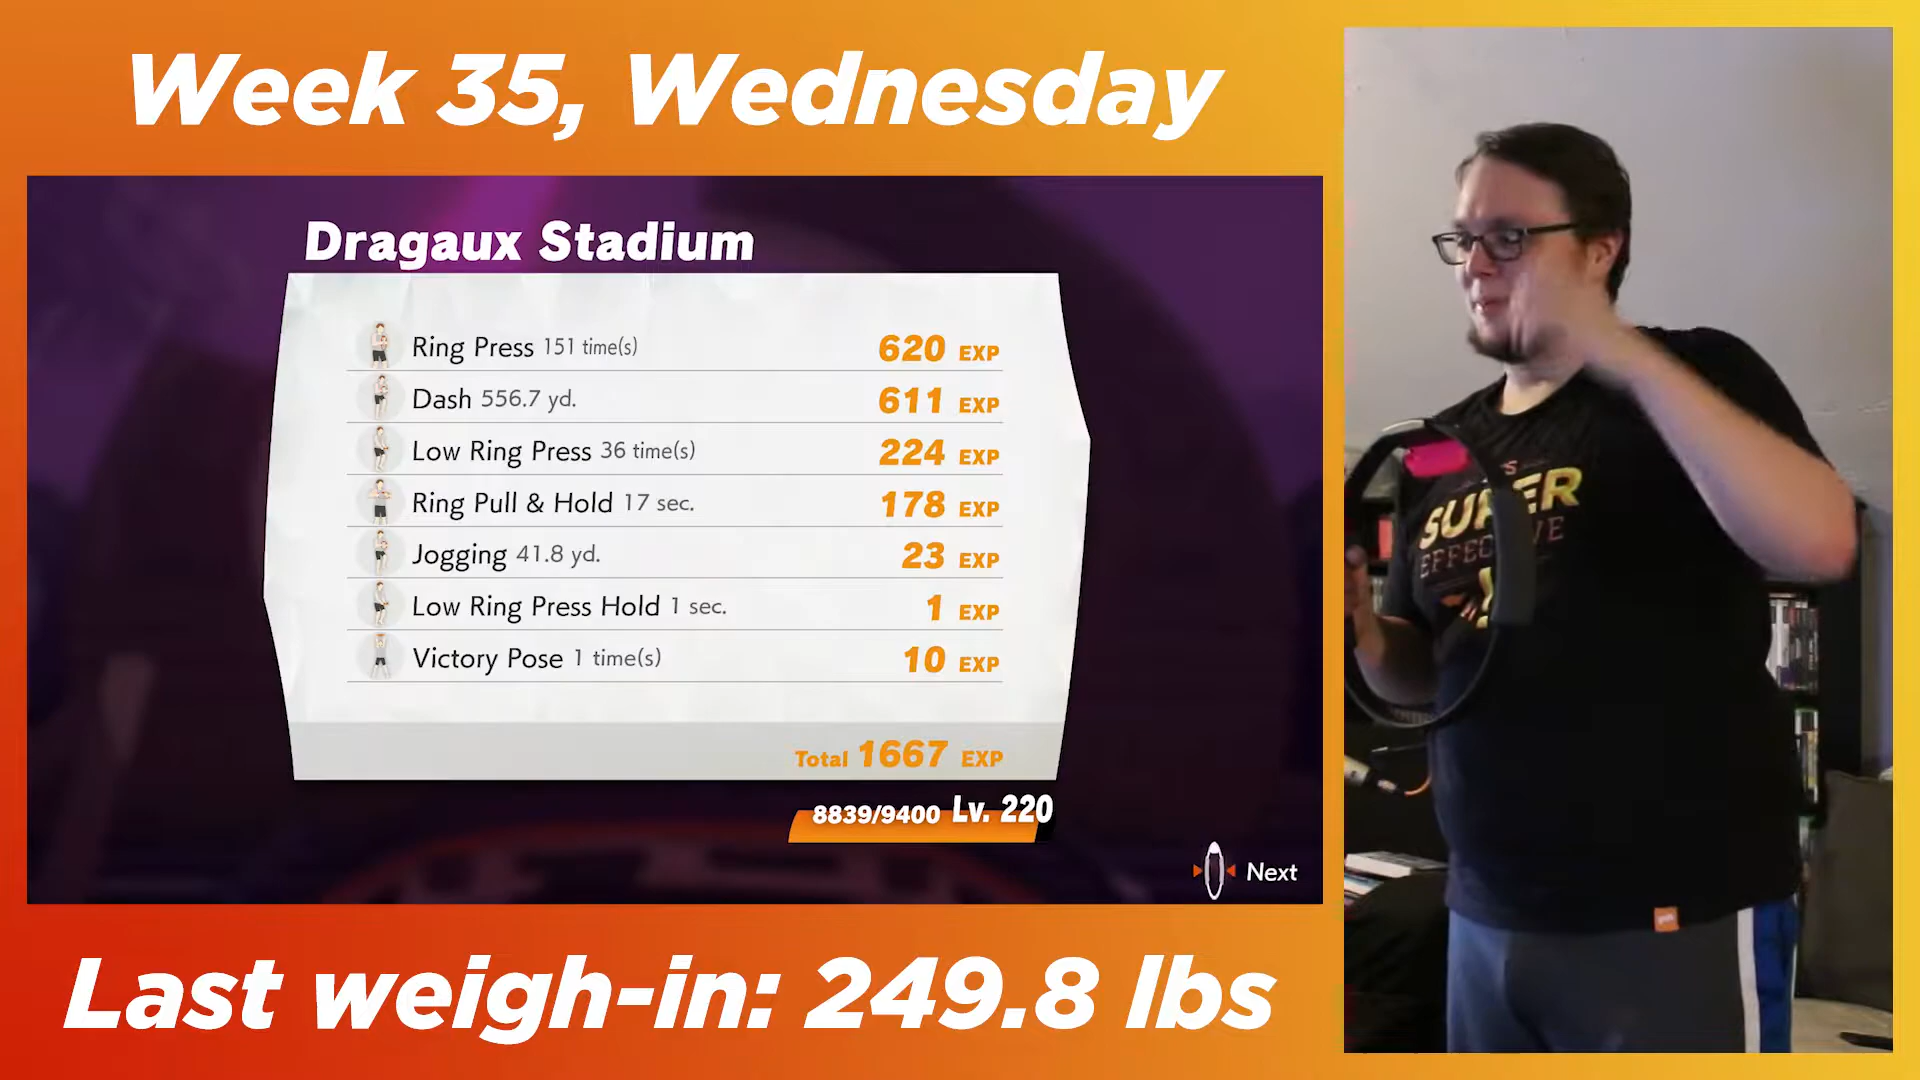 Week 35, Wednesday
Dragaux Stadium
Ring Press 151 time(s) 620 EXP
Dash 556.7 yd. 611 EXP
Low Ring Press 36 time(s) 224 EXP
Ring Pull & Hold 17 sec. 178 EXP
Jogging 41.8 yd. 23 EXP
Low Ring Press Hold 1 sec. 1 EXP
Victory Pose 1 time(s) 10 EXP
Total 1667 EXP
8839/9400 Lv. 220
Next
Last weigh-in: 249.8 lbs
SUPER